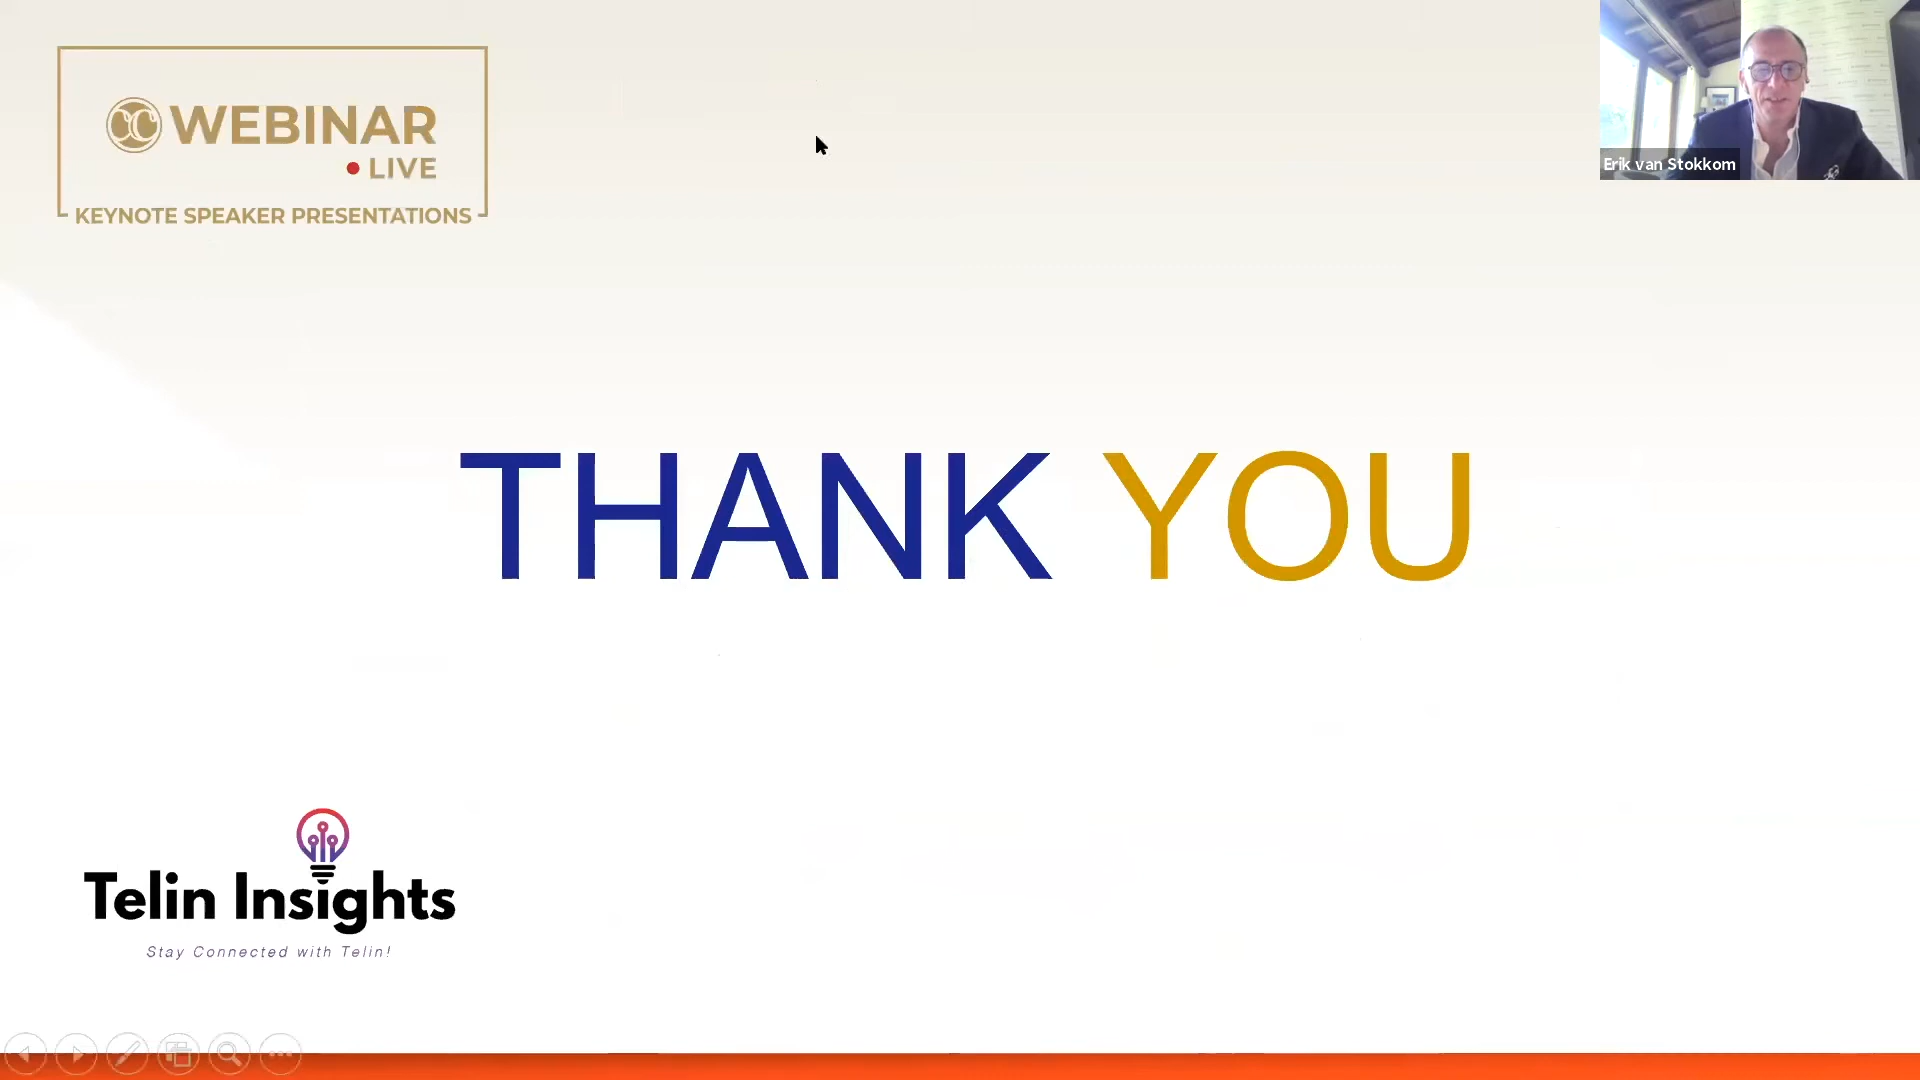 WEBINAR
LIVE
KEYNOTE SPEAKER PRESENTATIONS
Erik van Stokkom
THANK YOU
Telin Insights
Stay Connected with Telin!